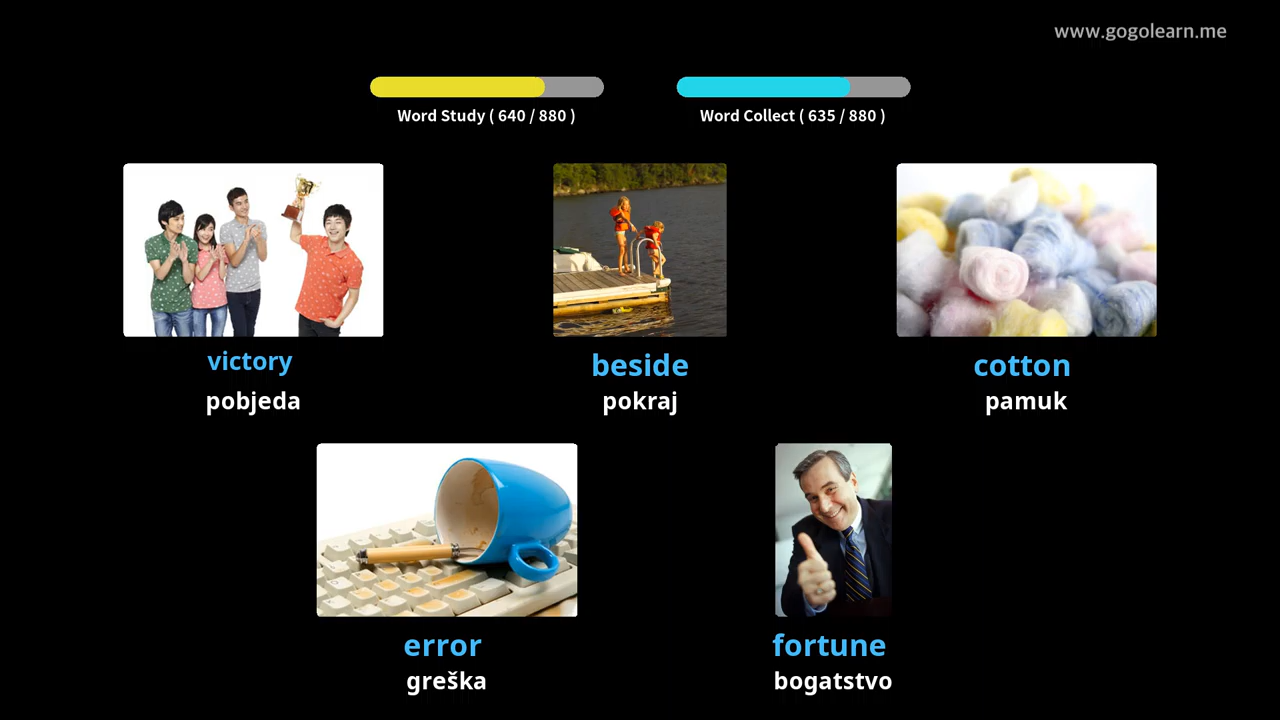 www.gogolearn.me
Word Study ( 640 / 880 )
Word Collect ( 635 / 880 )
victory
pobjeda
beside
pokraj
cotton
pamuk
error
greška
fortune
bogatstvo